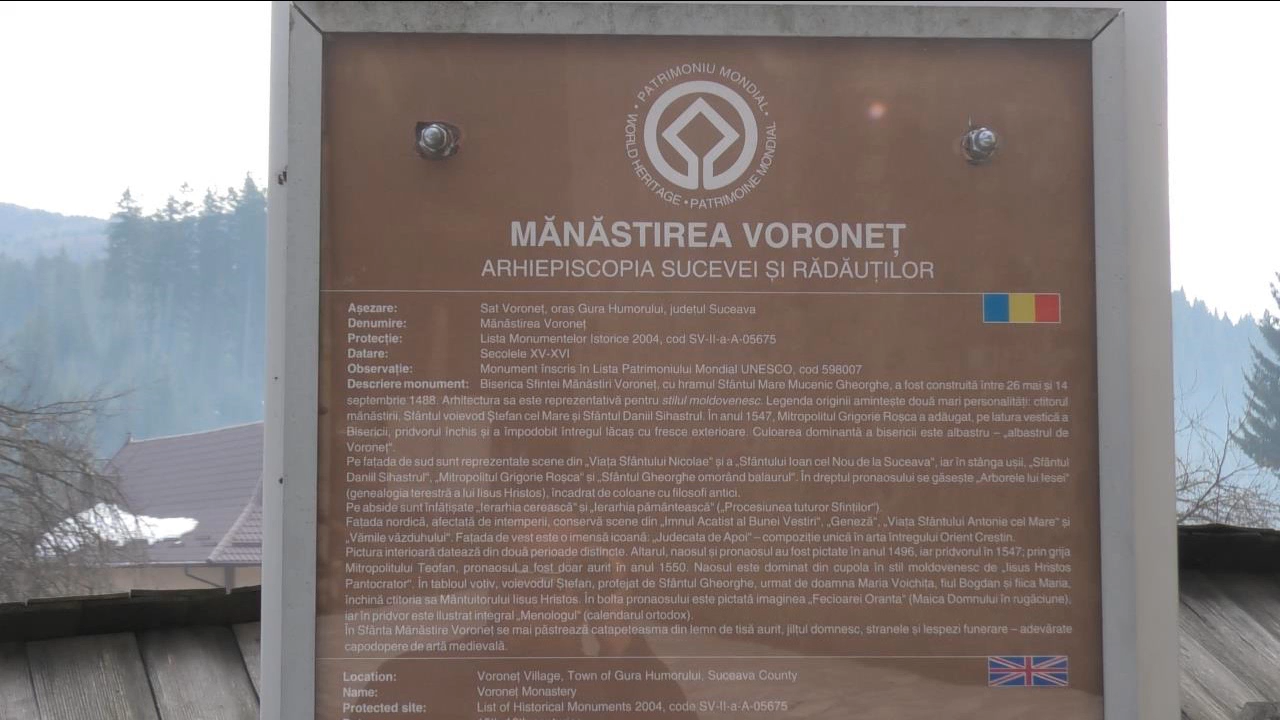 PATRIMONIU MONDIAL • WORLD HERITAGE • PATRIMOINE MONDIAL •
MĂNĂSTIREA VORONEȚ
ARHIEPISCOPIA SUCEVEI ȘI RĂDĂUȚILOR
Așezare: Sat Voroneț, oraș Gura Humorului, județul Suceava
Denumire: Mănăstirea Voroneț
Protecție: Lista Monumentelor Istorice 2004, cod SV-II-a-A-05675
Datare: Secolele XV-XVI
Observație: Monument înscris în Lista Patrimoniului Mondial UNESCO, cod 598007
Descriere monument: Biserica Sfintei Mănăstiri Voroneț, cu hramul Sfântul Mare Mucenic Gheorghe, a fost construită între 26 mai și 14
septembrie 1488. Arhitectura sa este reprezentativă pentru stilul moldovenesc. Legenda originii amintește două mari personalități: ctitorul
mănăstirii, Sfântul voievod Ștefan cel Mare și Sfântul Daniil Sihastrul. În anul 1547, Mitropolitul Grigorie Roșca a adăugat, pe latura vestică a
Bisericii, pridvorul închis și a împodobit întregul lăcaș cu fresce exterioare. Culoarea dominantă a bisericii este albastru – „albastrul de
Voroneț".
Pe fațada de sud sunt reprezentate scene din „Viața Sfântului Nicolae" și a „Sfântului Ioan cel Nou de la Suceava", iar în stânga ușii, „Sfântul
Daniil Sihastrul", „Mitropolitul Grigorie Roșca" și „Sfântul Gheorghe omorând balaurul". În dreptul pronaosului se găsește „Arborele lui Iesei"
(genealogia terestră a lui Iisus Hristos), încadrat de coloane cu filosofi antici.
Pe abside sunt înfățișate „Ierarhia cerească" și „Ierarhia pământească" („Procesiunea tuturor Sfinților").
Fațada nordică, afectată de intemperii, conservă scene din „Imnul Acatist al Bunei Vestiri", „Geneză", „Viața Sfântului Antonie cel Mare" și
„Vămile văzduhului". Fațada de vest este o imensă icoană: „Judecata de Apoi" – compoziție unică în arta întregului Orient Creștin.
Pictura interioară datează din două perioade distincte. Altarul, naosul și pronaosul au fost pictate în anul 1496, iar pridvorul în 1547; prin grija
Mitropolitului Teofan, pronaosul a fost doar aurit în anul 1550. Naosul este dominat din cupola în stil moldovenesc de „Iisus Hristos
Pantocrator". În tabloul votiv, voievodul Ștefan, protejat de Sfântul Gheorghe, urmat de doamna Maria Voichița, fiul Bogdan și fiica Maria,
închină ctitoria sa Mântuitorului Iisus Hristos. În bolta pronaosului este pictată imaginea „Fecioarei Oranta" (Maica Domnului în rugăciune),
iar în pridvor este ilustrat integral „Menologul" (calendarul ortodox).
În Sfânta Mănăstire Voroneț se mai păstrează catapeteasma din lemn de tisă aurit, jilțul domnesc, stranele și lespezi funerare – adevărate
capodopere de artă medievală.
Location: Voroneț Village, Town of Gura Humorului, Suceava County
Name: Voroneț Monastery
Protected site: List of Historical Monuments 2004, code SV-II-a-A-05675